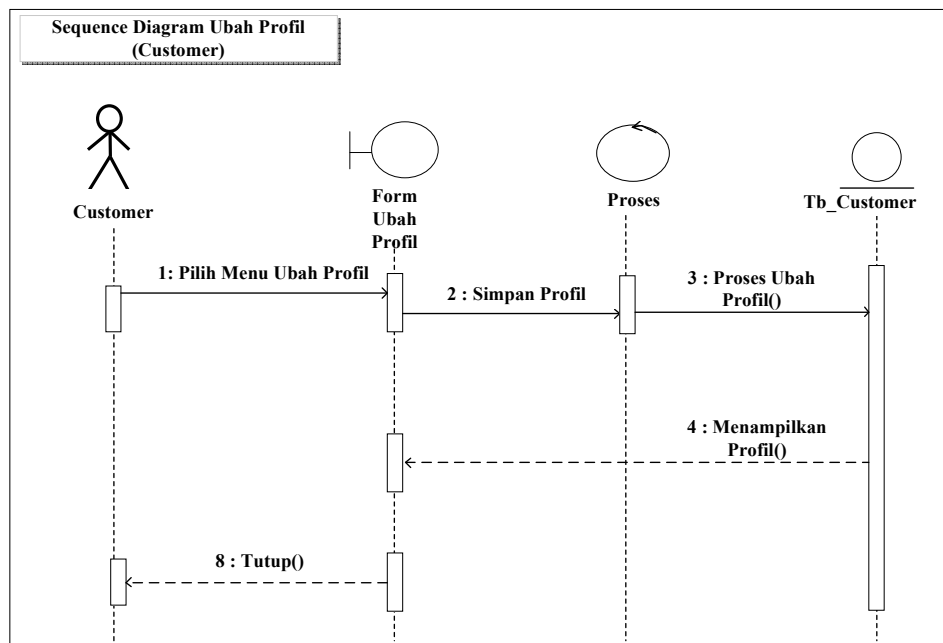 Sequence Diagram Ubah Profil
(Customer)
Customer
Form
Ubah
Profil
Proses
Tb_Customer
1: Pilih Menu Ubah Profil
2 : Simpan Profil
3 : Proses Ubah
Profil()
4 : Menampilkan
Profil()
8 : Tutup()